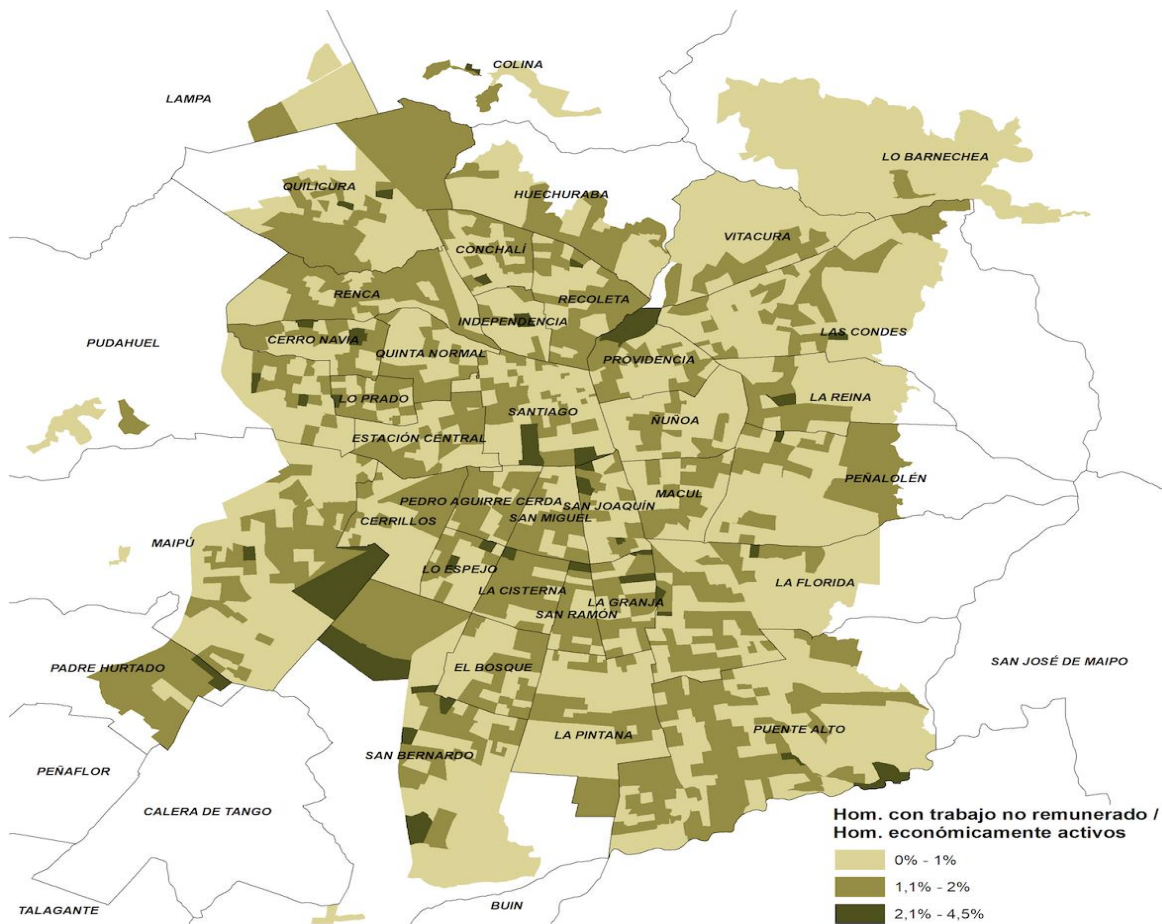 COLINA
LAMPA
LO BARNECHEA
QUILICURA
HUECHURABA
VITACURA
CONCHALÍ
RENCA
RECOLETA
INDEPENDENCIA
LAS CONDES
CERRO NAVIA
PUDAHUEL
QUINTA NORMAL
PROVIDENCIA
LO PRADO
LA REINA
SANTIAGO
ÑUÑOA
ESTACIÓN CENTRAL
PEÑALOLÉN
PEDRO AGUIRRE CERDA
MACUL
SAN JOAQUÍN
SAN MIGUEL
CERRILLOS
MAIPÚ
LO ESPEJO
LA FLORIDA
LA CISTERNA
LA GRANJA
SAN RAMÓN
PADRE HURTADO
EL BOSQUE
SAN JOSÉ DE MAIPO
PUENTE ALTO
LA PINTANA
SAN BERNARDO
PEÑAFLOR
CALERA DE TANGO
Hom. con trabajo no remunerado /
Hom. económicamente activos
0% - 1%
1,1% - 2%
2,1% - 4,5%
BUIN
TALAGANTE